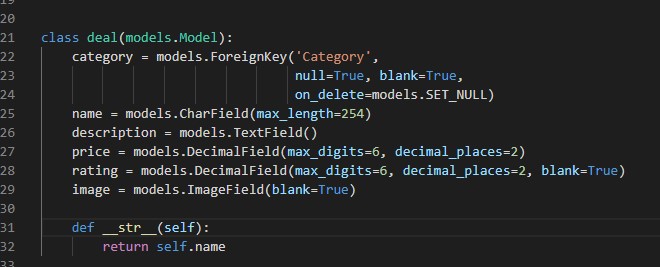 19
20
21 class deal(models.Model):
22     category = models.ForeignKey('Category',
23                                  null=True, blank=True,
24                                  on_delete=models.SET_NULL)
25     name = models.CharField(max_length=254)
26     description = models.TextField()
27     price = models.DecimalField(max_digits=6, decimal_places=2)
28     rating = models.DecimalField(max_digits=6, decimal_places=2, blank=True)
29     image = models.ImageField(blank=True)
30
31     def __str__(self):
32         return self.name
33